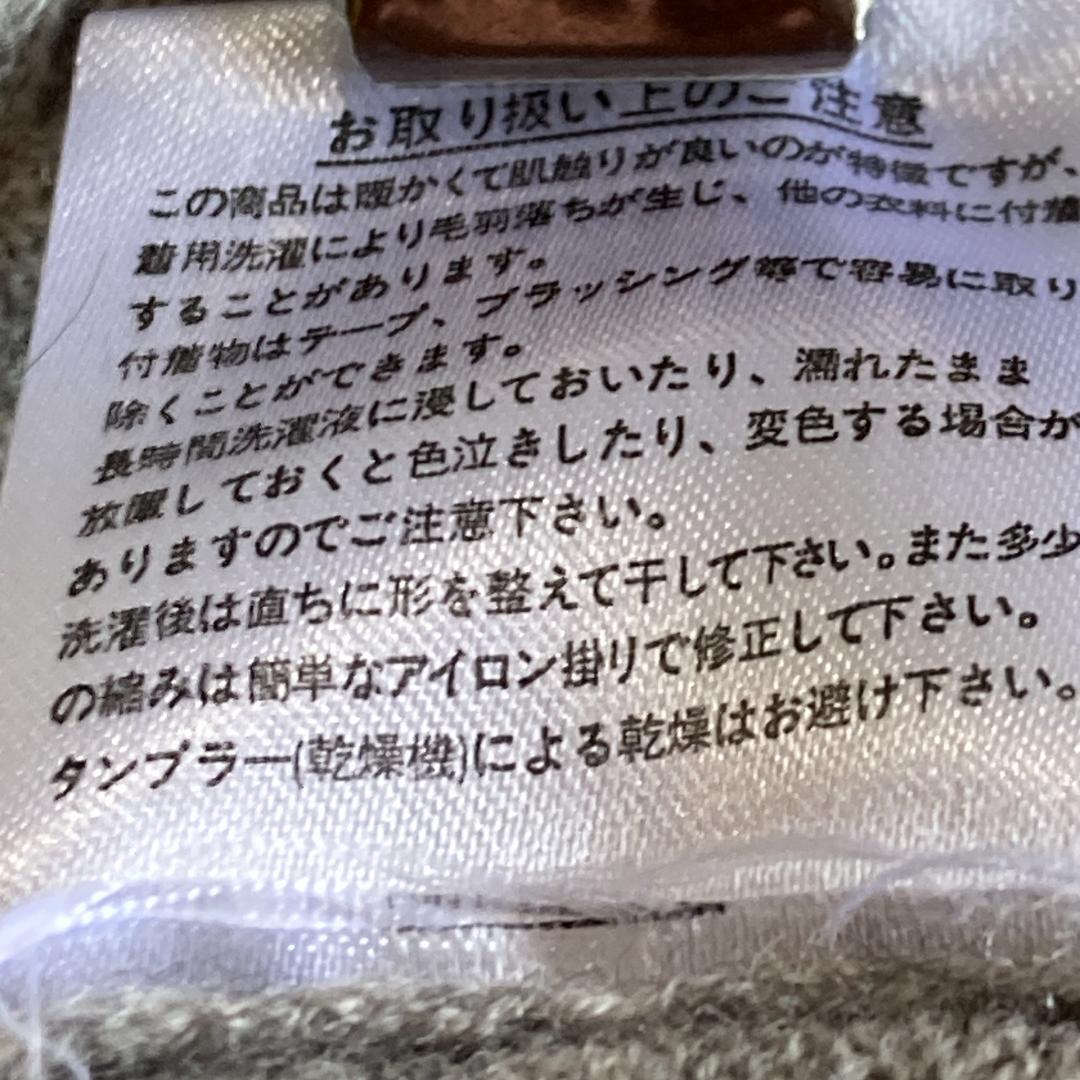 お取り扱い上のご注意
この商品は暖かくて肌触りが良いのが特徴ですが、
着用洗濯により毛羽落ちが生じ、他の衣料に付着
することがあります。
付着物はテープ、ブラッシング等で容易に取り
除くことができます。
長時間洗濯液に浸しておいたり、濡れたまま
放置しておくと色泣きしたり、変色する場合が
ありますのでご注意下さい。
洗濯後は直ちに形を整えて干して下さい。また多少
の縮みは簡単なアイロン掛けで修正して下さい。
タンブラー(乾燥機)による乾燥はお避け下さい。